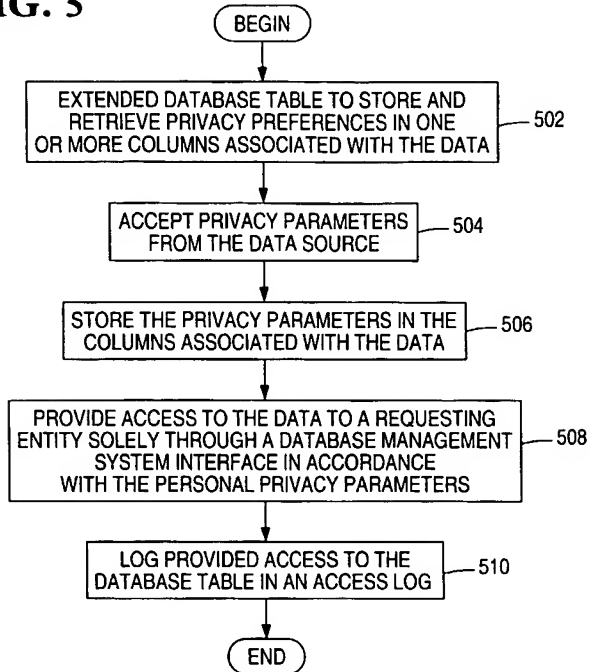 FIG. 5
BEGIN
EXTENDED DATABASE TABLE TO STORE AND
RETRIEVE PRIVACY PREFERENCES IN ONE
OR MORE COLUMNS ASSOCIATED WITH THE DATA
502
ACCEPT PRIVACY PARAMETERS
FROM THE DATA SOURCE
504
STORE THE PRIVACY PARAMETERS IN THE
COLUMNS ASSOCIATED WITH THE DATA
506
PROVIDE ACCESS TO THE DATA TO A REQUESTING
ENTITY SOLELY THROUGH A DATABASE MANAGEMENT
SYSTEM INTERFACE IN ACCORDANCE
WITH THE PERSONAL PRIVACY PARAMETERS
508
LOG PROVIDED ACCESS TO THE
DATABASE TABLE IN AN ACCESS LOG
510
END